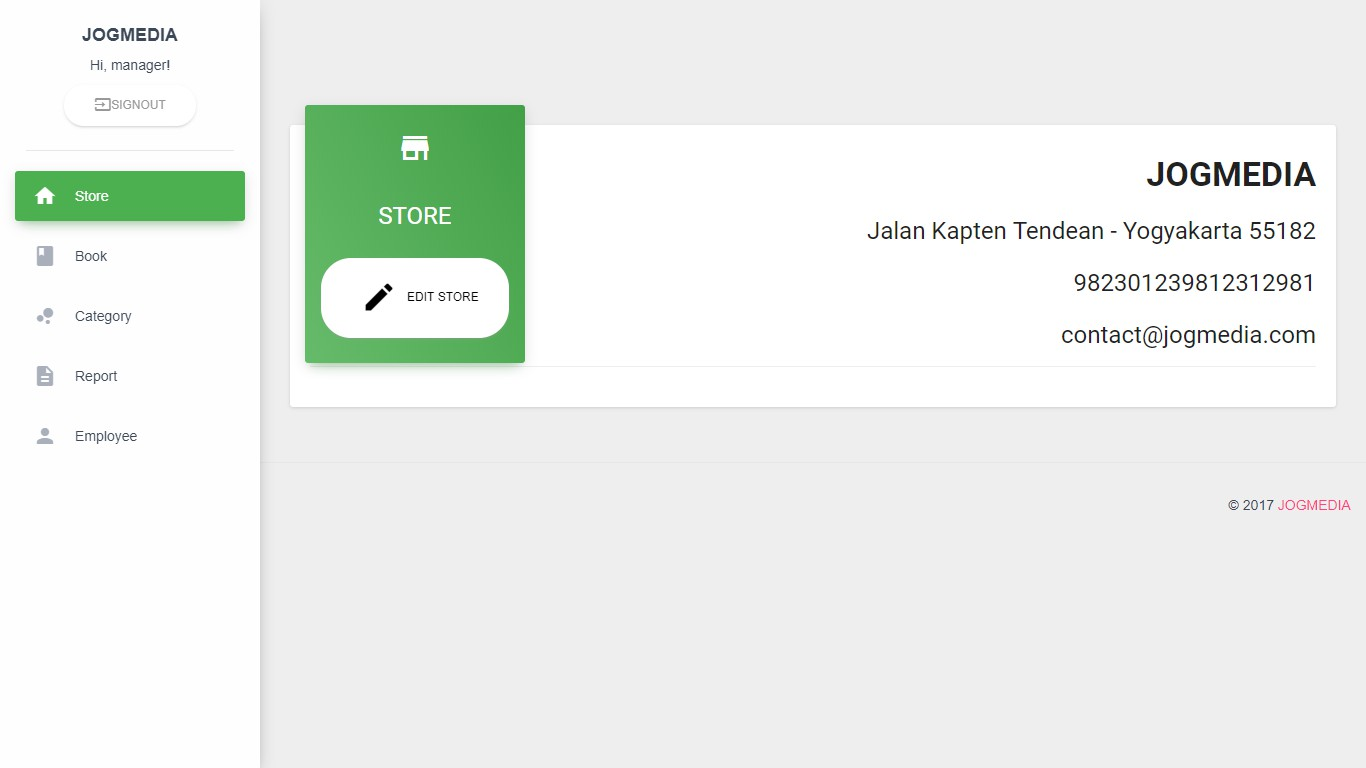 JOGMEDIA
Hi, manager!
SIGNOUT
Store
Book
Category
Report
Employee
STORE
EDIT STORE
JOGMEDIA
Jalan Kapten Tendean - Yogyakarta 55182
982301239812312981
contact@jogmedia.com
© 2017 JOGMEDIA